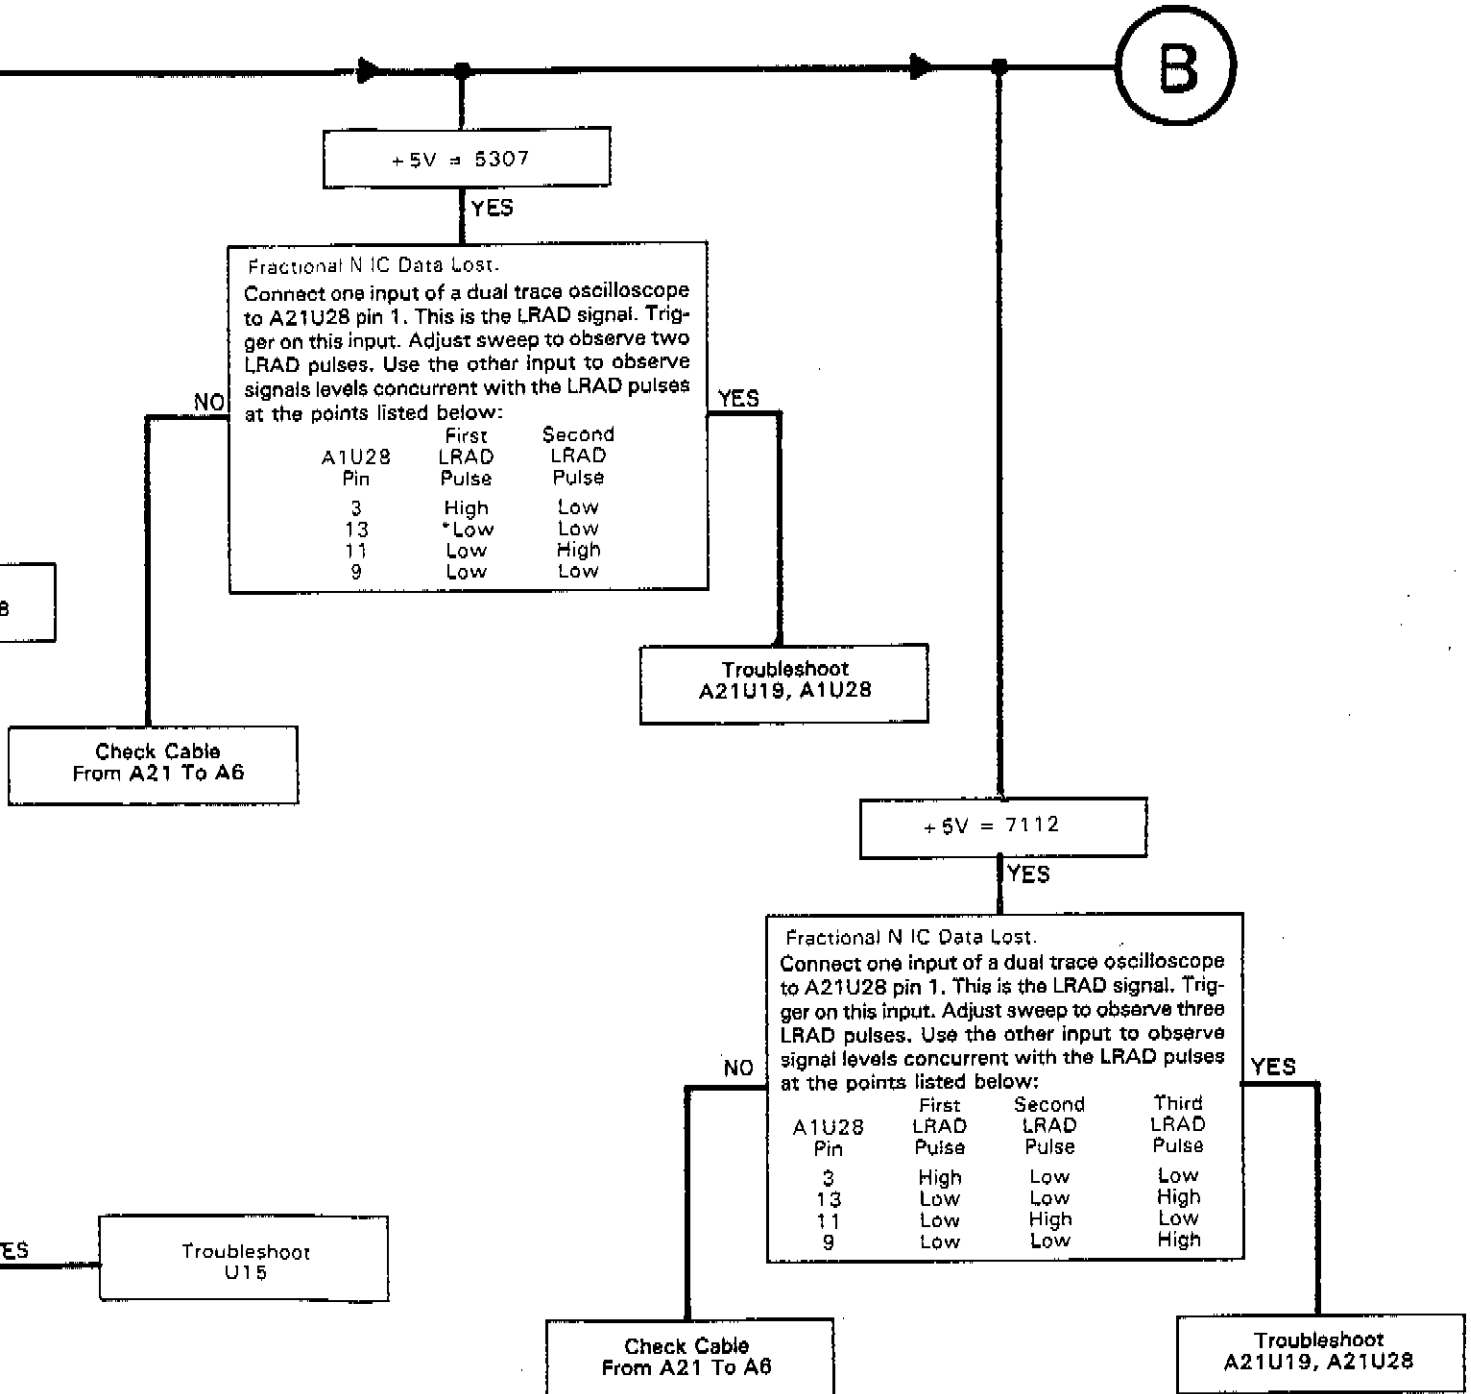 B
+5V = 5307
YES
Fractional N IC Data Lost.
Connect one input of a dual trace oscilloscope
to A21U28 pin 1. This is the LRAD signal. Trig-
ger on this input. Adjust sweep to observe two
LRAD pulses. Use the other input to observe
signals levels concurrent with the LRAD pulses
at the points listed below:
NO
YES
First Second
A1U28 LRAD LRAD
Pin Pulse Pulse
3 High Low
13 *Low Low
11 Low High
9 Low Low
8
Troubleshoot
A21U19, A1U28
Check Cable
From A21 To A6
+5V = 7112
YES
Fractional N IC Data Lost.
Connect one input of a dual trace oscilloscope
to A21U28 pin 1. This is the LRAD signal. Trig-
ger on this input. Adjust sweep to observe three
LRAD pulses. Use the other input to observe
signal levels concurrent with the LRAD pulses
at the points listed below:
NO
YES
First Second Third
A1U28 LRAD LRAD LRAD
Pin Pulse Pulse Pulse
3 High Low Low
13 Low Low High
11 Low High Low
9 Low Low High
ES
Troubleshoot
U15
Check Cable
From A21 To A6
Troubleshoot
A21U19, A21U28